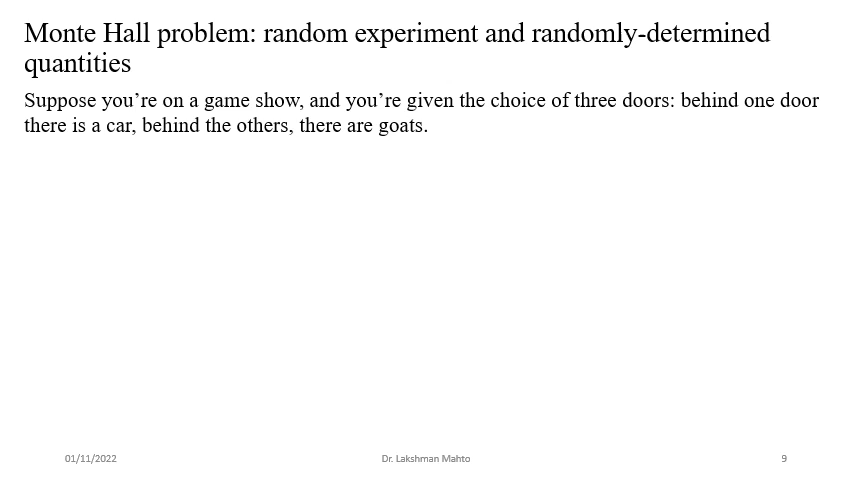 Monte Hall problem: random experiment and randomly-determined
quantities
Suppose you’re on a game show, and you’re given the choice of three doors: behind one door
there is a car, behind the others, there are goats.
01/11/2022
Dr. Lakshman Mahto
9